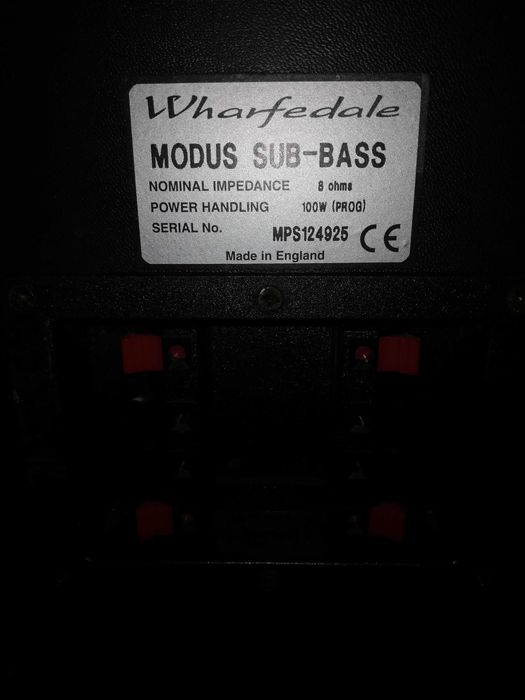 Wharfedale
MODUS SUB-BASS
NOMINAL IMPEDANCE 8 ohms
POWER HANDLING 100W (PROG)
SERIAL No. MPS124925 CE
Made in England